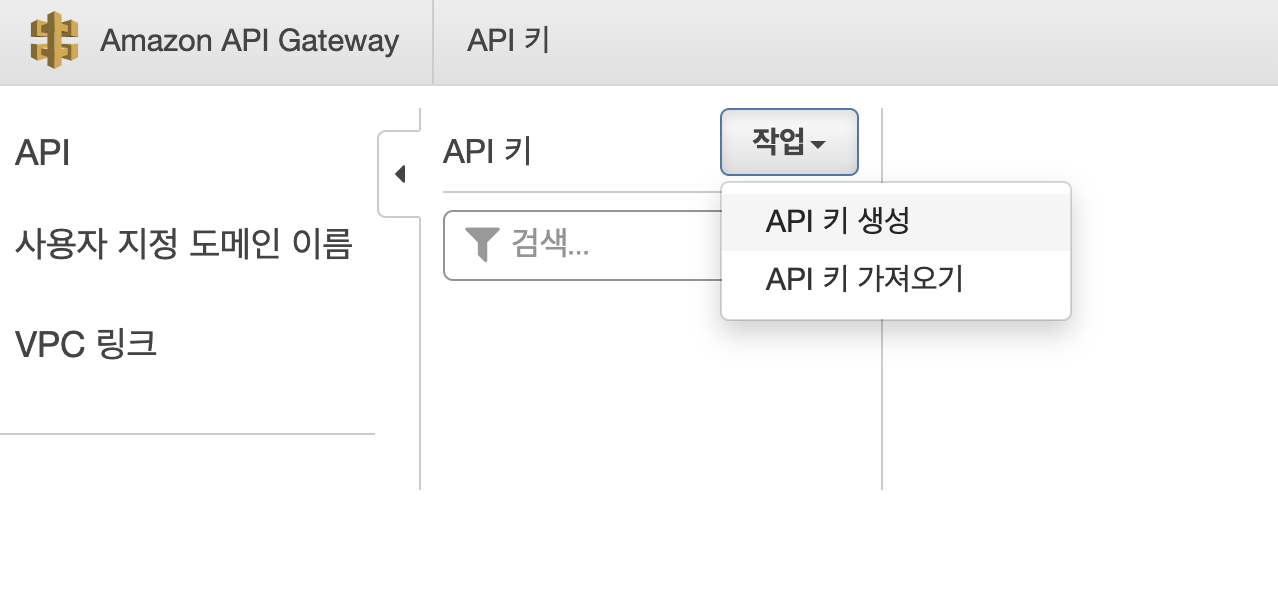 Amazon API Gateway
API 키
API
사용자 지정 도메인 이름
VPC 링크
API 키
작업
검색...
API 키 생성
API 키 가져오기